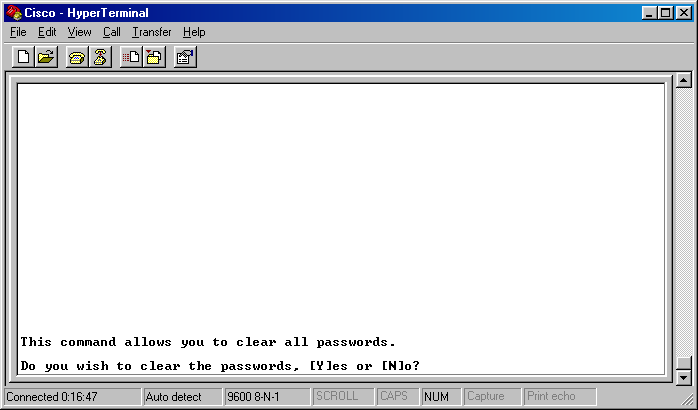 Cisco - HyperTerminal
File Edit View Call Transfer Help
This command allows you to clear all passwords.
Do you wish to clear the passwords, [Y]es or [N]o?
Connected 0:16:47 Auto detect 9600 8-N-1 SCROLL CAPS NUM Capture Print echo